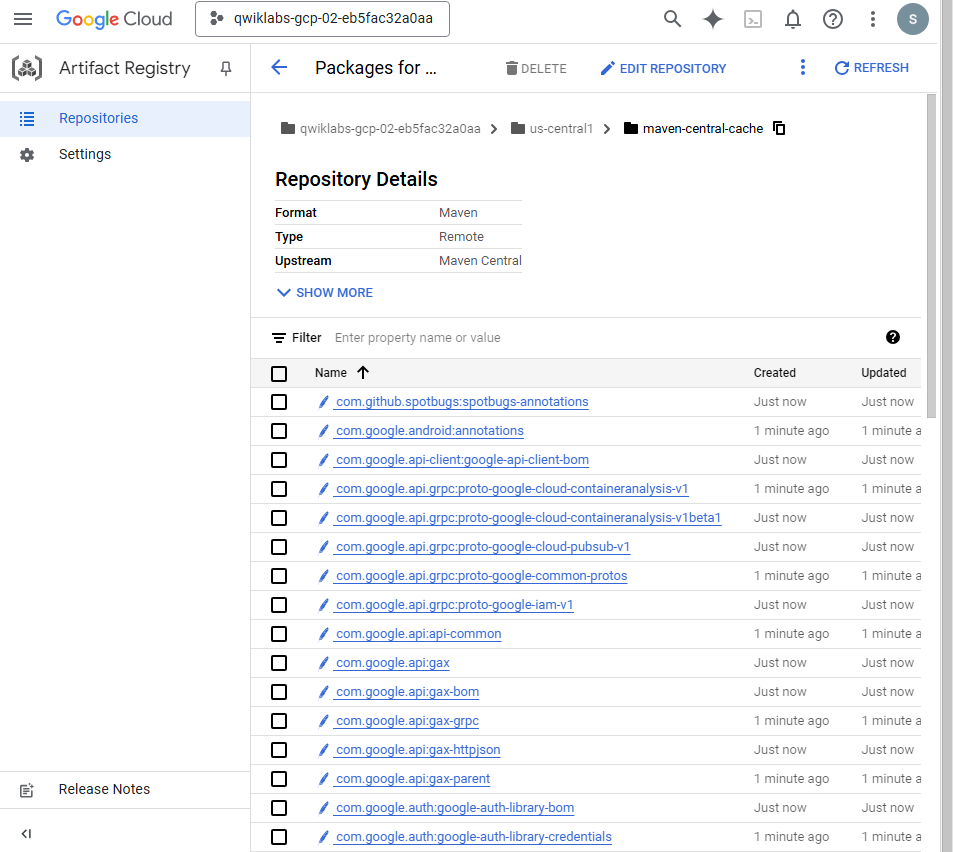 Google Cloud
qwiklabs-gcp-02-eb5fac32a0aa
S
Artifact Registry
Packages for ...
DELETE
EDIT REPOSITORY
REFRESH
Repositories
Settings
qwiklabs-gcp-02-eb5fac32a0aa
us-central1
maven-central-cache
Repository Details
Format Maven
Type Remote
Upstream Maven Central
SHOW MORE
Filter Enter property name or value
Name Created Updated
com.github.spotbugs:spotbugs-annotations Just now Just now
com.google.android:annotations 1 minute ago 1 minute a
com.google.api-client:google-api-client-bom Just now Just now
com.google.api.grpc:proto-google-cloud-containeranalysis-v1 1 minute ago 1 minute a
com.google.api.grpc:proto-google-cloud-containeranalysis-v1beta1 Just now Just now
com.google.api.grpc:proto-google-cloud-pubsub-v1 Just now Just now
com.google.api.grpc:proto-google-common-protos 1 minute ago 1 minute a
com.google.api.grpc:proto-google-iam-v1 Just now Just now
com.google.api:api-common 1 minute ago 1 minute a
com.google.api:gax Just now Just now
com.google.api:gax-bom Just now Just now
com.google.api:gax-grpc 1 minute ago 1 minute a
com.google.api:gax-httpjson Just now Just now
com.google.api:gax-parent 1 minute ago 1 minute a
com.google.auth:google-auth-library-bom Just now Just now
com.google.auth:google-auth-library-credentials 1 minute ago 1 minute a
Release Notes